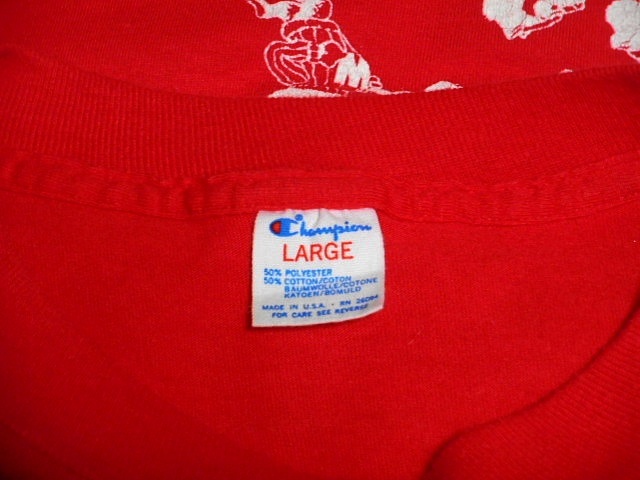 M
Champion
LARGE
50% POLYESTER
50% COTTON/COTON
BAUMWOLLE/COTONE
KATOEN/BOMULD
MADE IN U.S.A. - RN 26094
FOR CARE SEE REVERSE